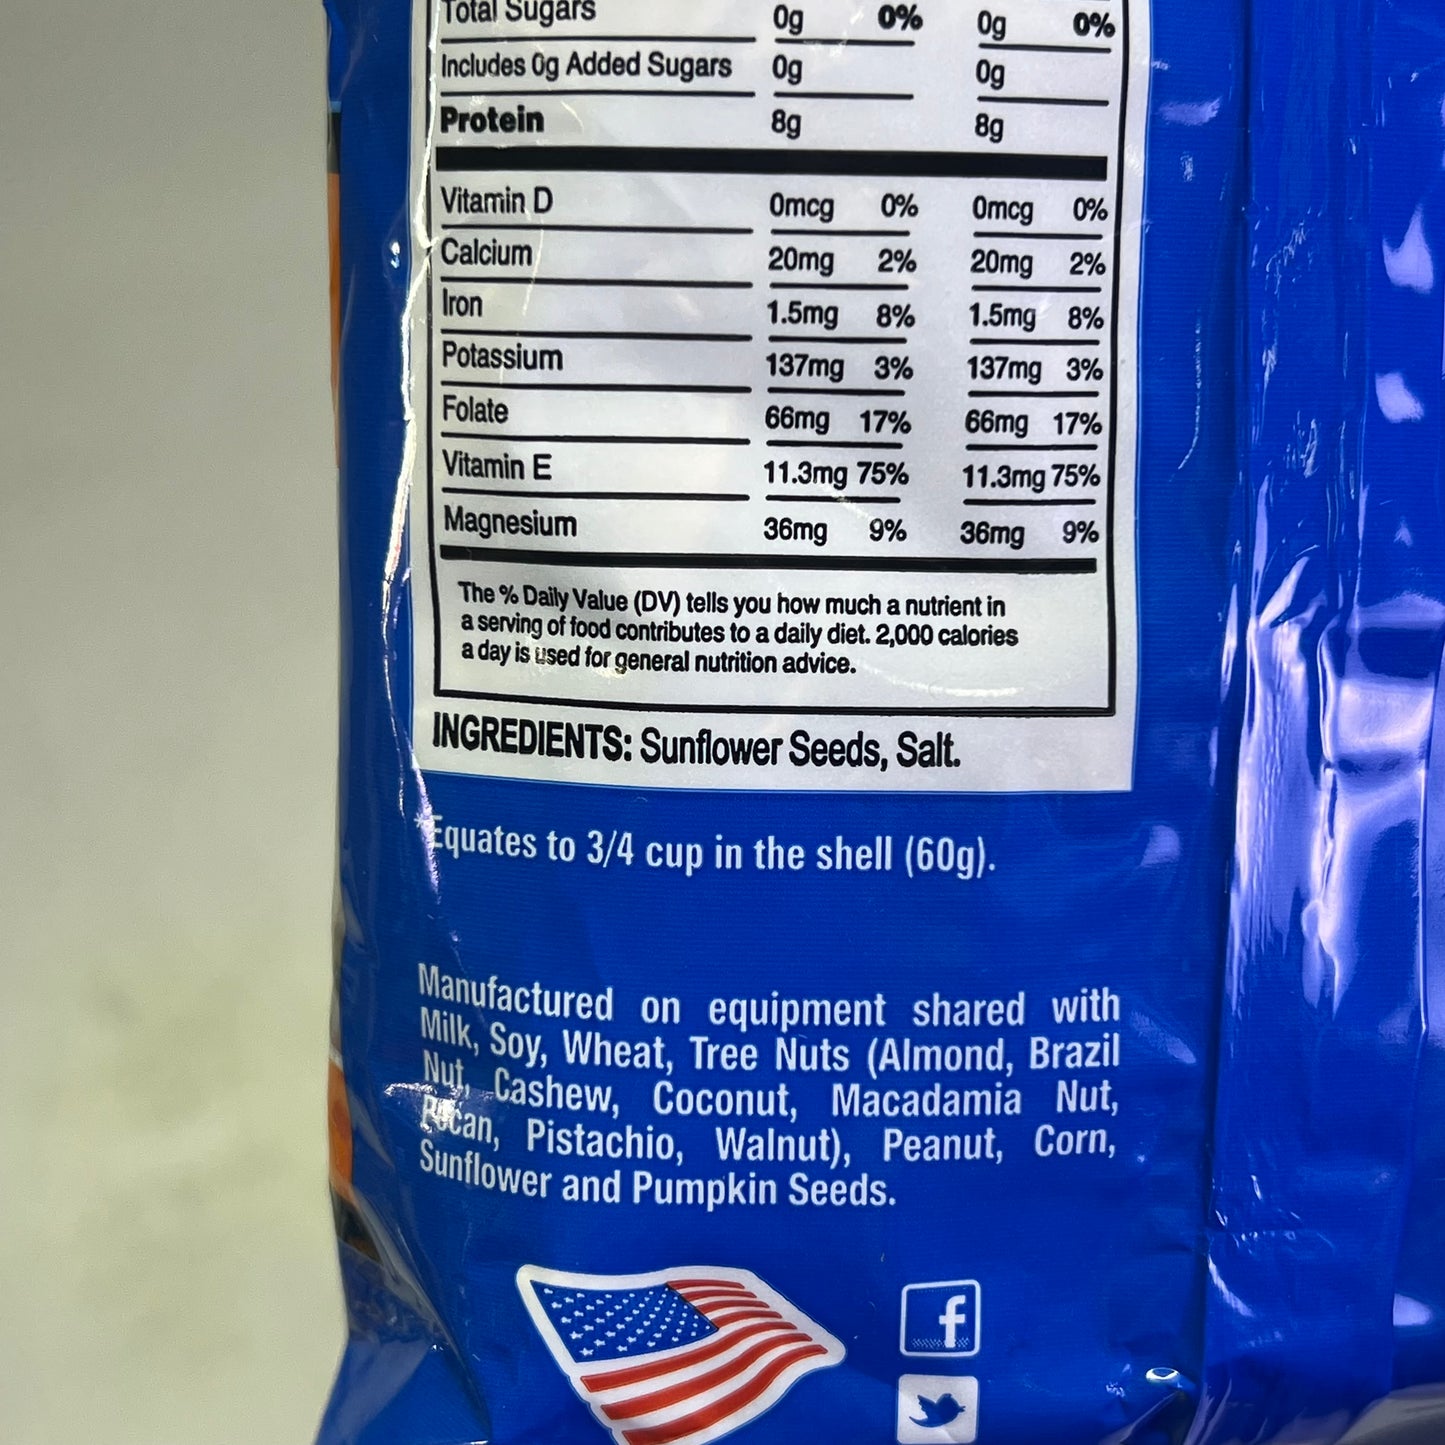 Total Sugars 0g 0% 0g 0%
Includes 0g Added Sugars 0g 0g
Protein 8g 8g
Vitamin D 0mcg 0% 0mcg 0%
Calcium 20mg 2% 20mg 2%
Iron 1.5mg 8% 1.5mg 8%
Potassium 137mg 3% 137mg 3%
Folate 66mg 17% 66mg 17%
Vitamin E 11.3mg 75% 11.3mg 75%
Magnesium 36mg 9% 36mg 9%
The % Daily Value (DV) tells you how much a nutrient in
a serving of food contributes to a daily diet. 2,000 calories
a day is used for general nutrition advice.
INGREDIENTS: Sunflower Seeds, Salt.
*Equates to 3/4 cup in the shell (60g).
Manufactured on equipment shared with
Milk, Soy, Wheat, Tree Nuts (Almond, Brazil
Nut, Cashew, Coconut, Macadamia Nut,
Pecan, Pistachio, Walnut), Peanut, Corn,
Sunflower and Pumpkin Seeds.
f